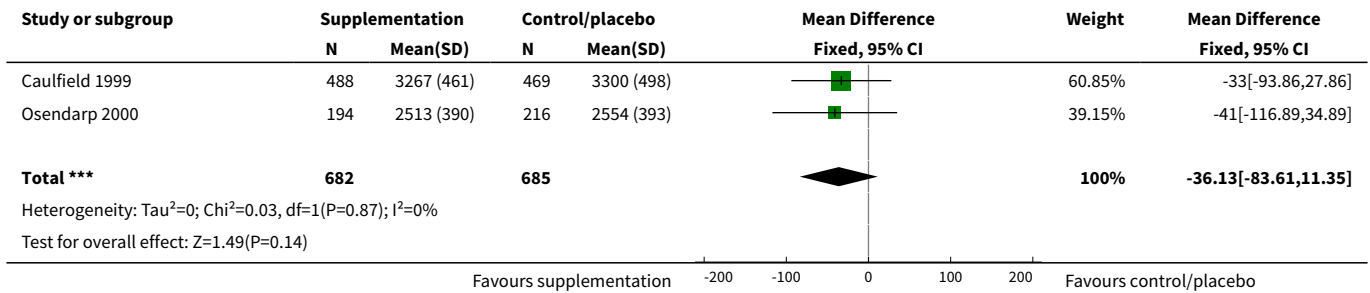 Study or subgroup Supplementation Control/placebo Mean Difference Weight Mean Difference
N Mean(SD) N Mean(SD) Fixed, 95% CI Fixed, 95% CI
Caulfield 1999 488 3267 (461) 469 3300 (498) 60.85% -33[-93.86,27.86]
Osendarp 2000 194 2513 (390) 216 2554 (393) 39.15% -41[-116.89,34.89]
Total *** 682 685 100% -36.13[-83.61,11.35]
Heterogeneity: Tau²=0; Chi²=0.03, df=1(P=0.87); I²=0%
Test for overall effect: Z=1.49(P=0.14)
Favours supplementation -200 -100 0 100 200 Favours control/placebo